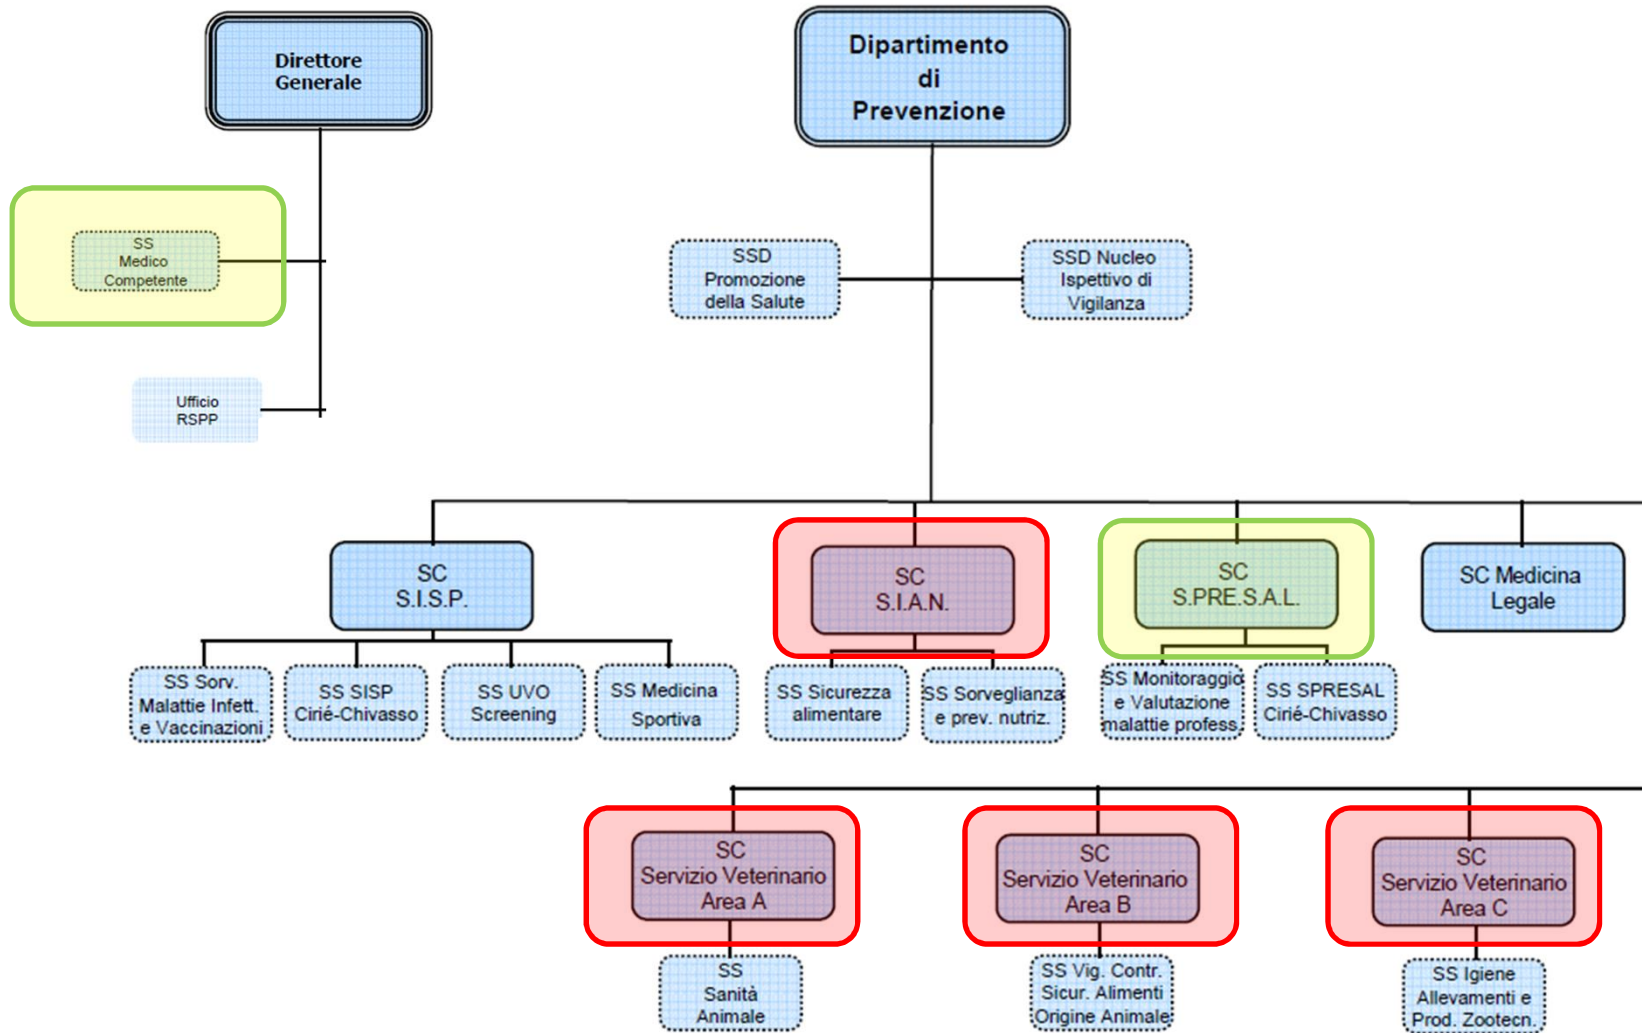 Direttore
Generale
Dipartimento
di
Prevenzione
SS
Medico
Competente
SSD
Promozione
della Salute
SSD Nucleo
Ispettivo di
Vigilanza
Ufficio
RSPP
SC
S.I.S.P.
SC
S.I.A.N.
SC
S.PRE.S.A.L.
SC Medicina
Legale
SS Sorv.
Malattie Infett.
e Vaccinazioni
SS SISP
Cirié-Chivasso
SS UVO
Screening
SS Medicina
Sportiva
SS Sicurezza
alimentare
SS Sorveglianza
e prev. nutriz.
SS Monitoraggio
e Valutazione
malattie profess.
SS SPRESAL
Cirié-Chivasso
SC
Servizio Veterinario
Area A
SC
Servizio Veterinario
Area B
SC
Servizio Veterinario
Area C
SS
Sanità
Animale
SS Vig. Contr.
Sicur. Alimenti
Origine Animale
SS Igiene
Allevamenti e
Prod. Zootecn.